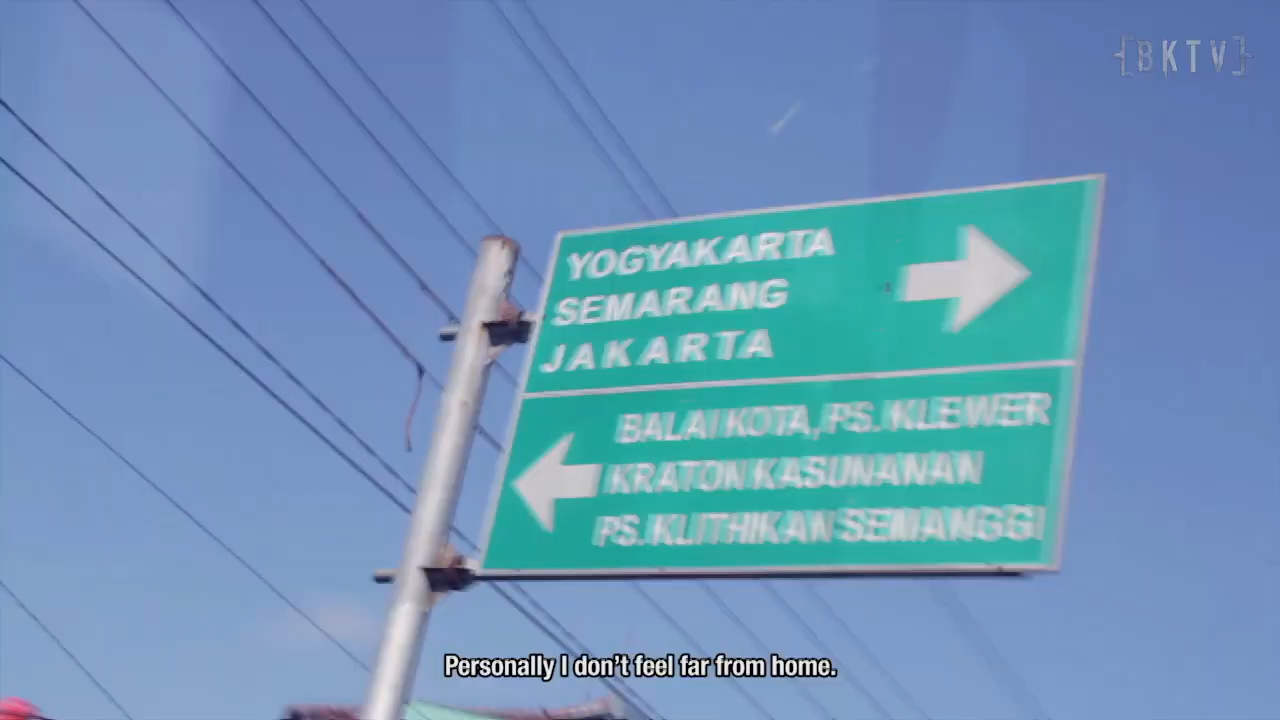 {BKTV}
YOGYAKARTA
SEMARANG
JAKARTA
BALAI KOTA, PS. KLEWER
KRATON KASUNANAN
PS. KLITHIKAN SEMANGGI
Personally I don't feel far from home.